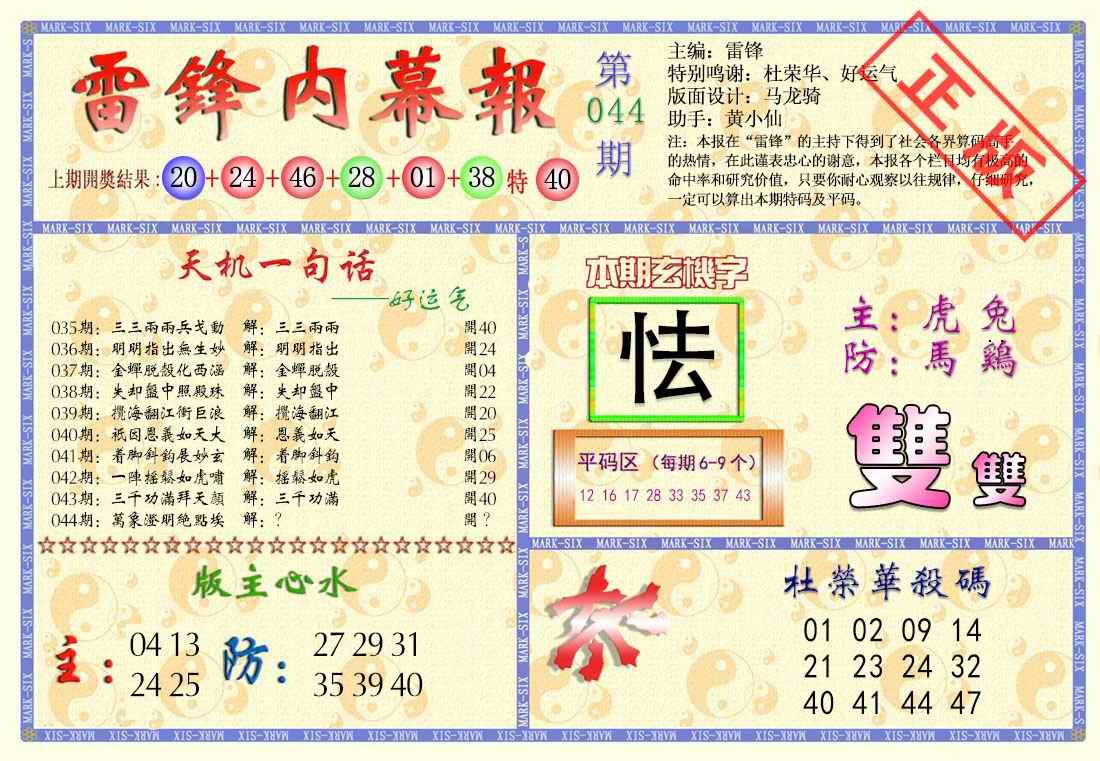 雷鋒内幕報
第
044
期
主编：雷锋
特别鸣谢：杜荣华、好运气
版面设计：马龙骑
助手：黄小仙
注：本报在“雷锋”的主持下得到了社会各界算码高手
的热情，在此谨表忠心的谢意，本报各个栏目均有极高的
命中率和研究价值，只要你耐心观察以往规律，仔细研究，
一定可以算出本期特码及平码。
正版
上期開獎結果：20+24+46+28+01+38特40
天机一句话
——好运气
035期：三三兩兩兵戈動 解：三三兩兩 開40
036期：明明指出無生妙 解：明明指出 開24
037期：金蟬脱殼化西涵 解：金蟬脱殼 開04
038期：失却盤中照殿珠 解：失却盤中 開22
039期：攪海翻江衝巨浪 解：攪海翻江 開20
040期：祇因恩義如天大 解：恩義如天 開25
041期：着脚斜鈎展妙玄 解：着脚斜鈎 開06
042期：一陣摇鬆如虎嘯 解：摇鬆如虎 開29
043期：三千功滿拜天顔 解：三千功滿 開40
044期：萬象澄明絶點埃 解：？ 開？
本期玄機字
怯
平码区（每期6-9个）
12 16 17 28 33 35 37 43
主：虎 兔
防：馬 鷄
雙 雙
版主心水
主：
04 13
24 25
防：
27 29 31
35 39 40
杜榮華殺碼
01 02 09 14
21 23 24 32
40 41 44 47
MARK-SIX